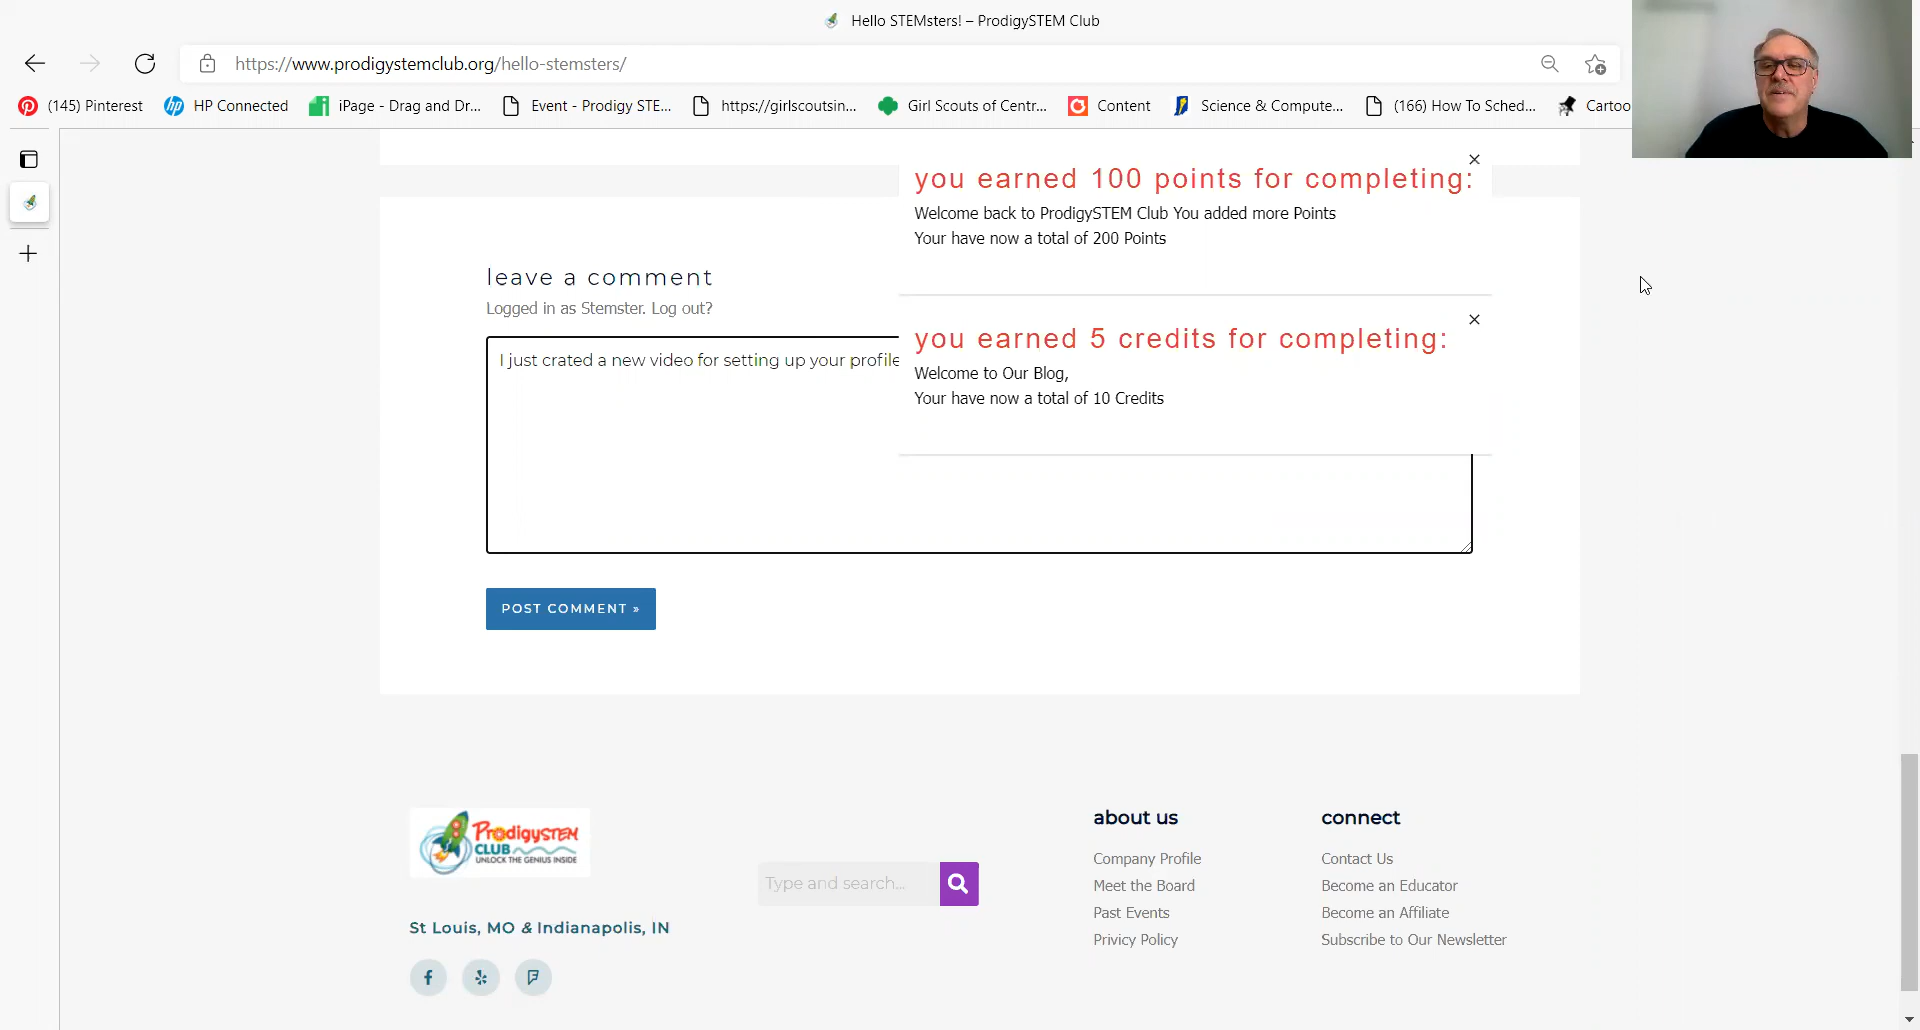 Hello STEMsters! – ProdigySTEM Club
https://www.prodigystemclub.org/hello-stemsters/
(145) Pinterest
HP Connected
iPage - Drag and Dr...
Event - Prodigy STE...
https://girlscoutsin...
Girl Scouts of Centr...
Content
Science & Compute...
(166) How To Sched...
Cartoo
you earned 100 points for completing:
Welcome back to ProdigySTEM Club You added more Points
Your have now a total of 200 Points
leave a comment
Logged in as Stemster. Log out?
you earned 5 credits for completing:
I just crated a new video for setting up your profile
Welcome to Our Blog,
Your have now a total of 10 Credits
POST COMMENT »
ProdigySTEM
CLUB
UNLOCK THE GENIUS INSIDE
St Louis, MO & Indianapolis, IN
Type and search...
about us
Company Profile
Meet the Board
Past Events
Privicy Policy
connect
Contact Us
Become an Educator
Become an Affiliate
Subscribe to Our Newsletter